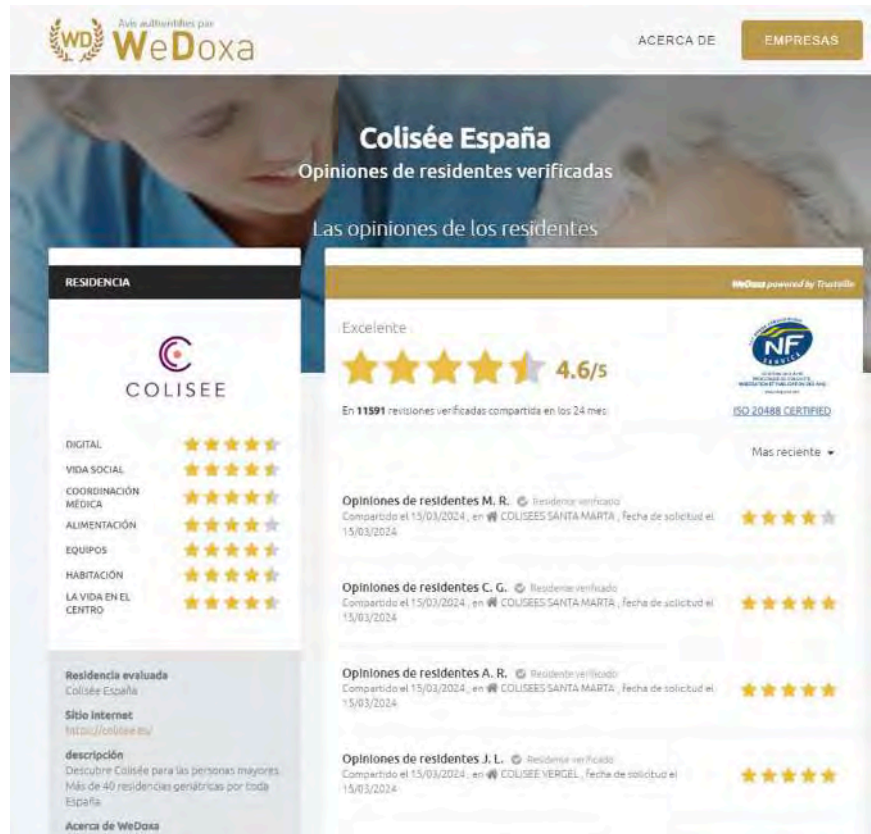 Avis authentifiés par
WD WeDoxa
ACERCA DE
EMPRESAS
Colisée España
Opiniones de residentes verificadas
Las opiniones de los residentes
RESIDENCIA
COLISEE
DIGITAL
VIDA SOCIAL
COORDINACIÓN
MÉDICA
ALIMENTACIÓN
EQUIPOS
HABITACIÓN
LA VIDA EN EL
CENTRO
Residencia evaluada
Colisée España
Sitio internet
http://colisee.eu/
descripción
Descubre Colisée para las personas mayores.
Más de 40 residencias geriátricas por toda
España
Acerca de WeDoxa
WeDoxa powered by Trustville
Excelente
4.6/5
En 11591 revisiones verificadas compartida en los 24 mes
NF
SERVICE
ISO 20488 CERTIFIED
Mas reciente
Opiniones de residentes M. R. Residente verificado
Compartido el 15/03/2024 , en COLISEES SANTA MARTA , fecha de solicitud el
15/03/2024
Opiniones de residentes C. G. Residente verificado
Compartido el 15/03/2024 , en COLISEES SANTA MARTA , fecha de solicitud el
15/03/2024
Opiniones de residentes A. R. Residente verificado
Compartido el 15/03/2024 , en COLISEES SANTA MARTA , fecha de solicitud el
15/03/2024
Opiniones de residentes J. L. Residente verificado
Compartido el 15/03/2024 , en COLISEE VERGEL , fecha de solicitud el
15/03/2024